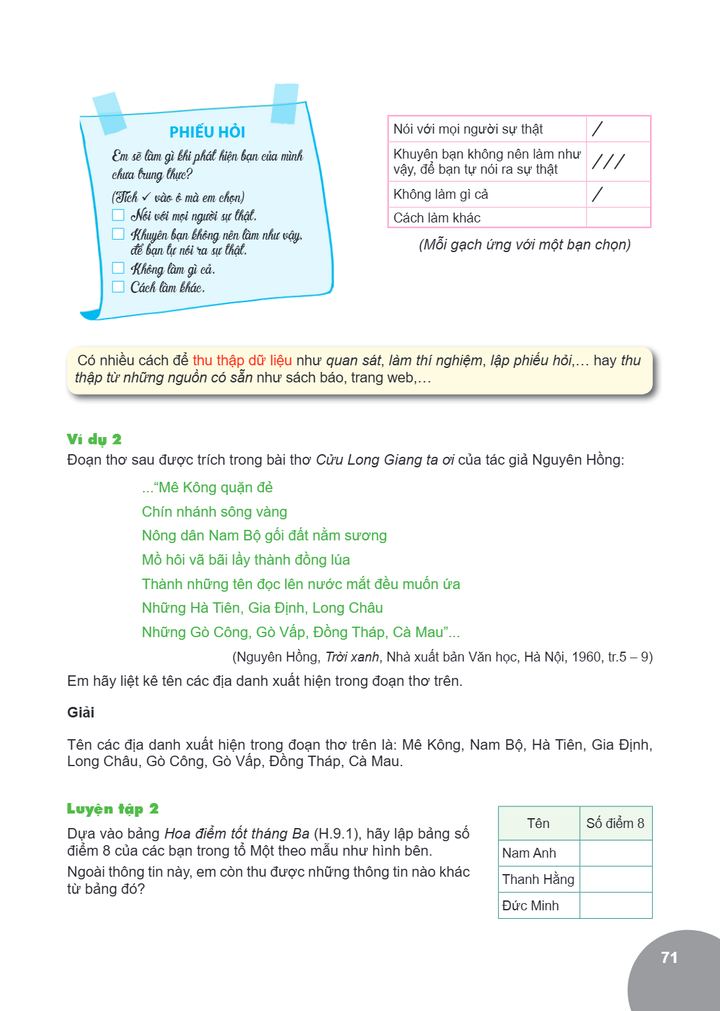 PHIẾU HỎI
Em sẽ làm gì khi phát hiện bạn của mình
chưa trung thực?
(Tích ✓ vào ô mà em chọn)
Nói với mọi người sự thật.
Khuyên bạn không nên làm như vậy,
để bạn tự nói ra sự thật.
Không làm gì cả.
Cách làm khác.
Nói với mọi người sự thật /
Khuyên bạn không nên làm như
vậy, để bạn tự nói ra sự thật / / /
Không làm gì cả /
Cách làm khác
(Mỗi gạch ứng với một bạn chọn)
Có nhiều cách để thu thập dữ liệu như quan sát, làm thí nghiệm, lập phiếu hỏi,... hay thu
thập từ những nguồn có sẵn như sách báo, trang web,...
Ví dụ 2
Đoạn thơ sau được trích trong bài thơ Cửu Long Giang ta ơi của tác giả Nguyên Hồng:
...“Mê Kông quặn đẻ
Chín nhánh sông vàng
Nông dân Nam Bộ gối đất nằm sương
Mồ hôi vã bãi lầy thành đồng lúa
Thành những tên đọc lên nước mắt đều muốn ứa
Những Hà Tiên, Gia Định, Long Châu
Những Gò Công, Gò Vấp, Đồng Tháp, Cà Mau”...
(Nguyên Hồng, Trời xanh, Nhà xuất bản Văn học, Hà Nội, 1960, tr.5 – 9)
Em hãy liệt kê tên các địa danh xuất hiện trong đoạn thơ trên.
Giải
Tên các địa danh xuất hiện trong đoạn thơ trên là: Mê Kông, Nam Bộ, Hà Tiên, Gia Định,
Long Châu, Gò Công, Gò Vấp, Đồng Tháp, Cà Mau.
Luyện tập 2
Dựa vào bảng Hoa điểm tốt tháng Ba (H.9.1), hãy lập bảng số
điểm 8 của các bạn trong tổ Một theo mẫu như hình bên.
Ngoài thông tin này, em còn thu được những thông tin nào khác
từ bảng đó?
Tên Số điểm 8
Nam Anh
Thanh Hằng
Đức Minh
71